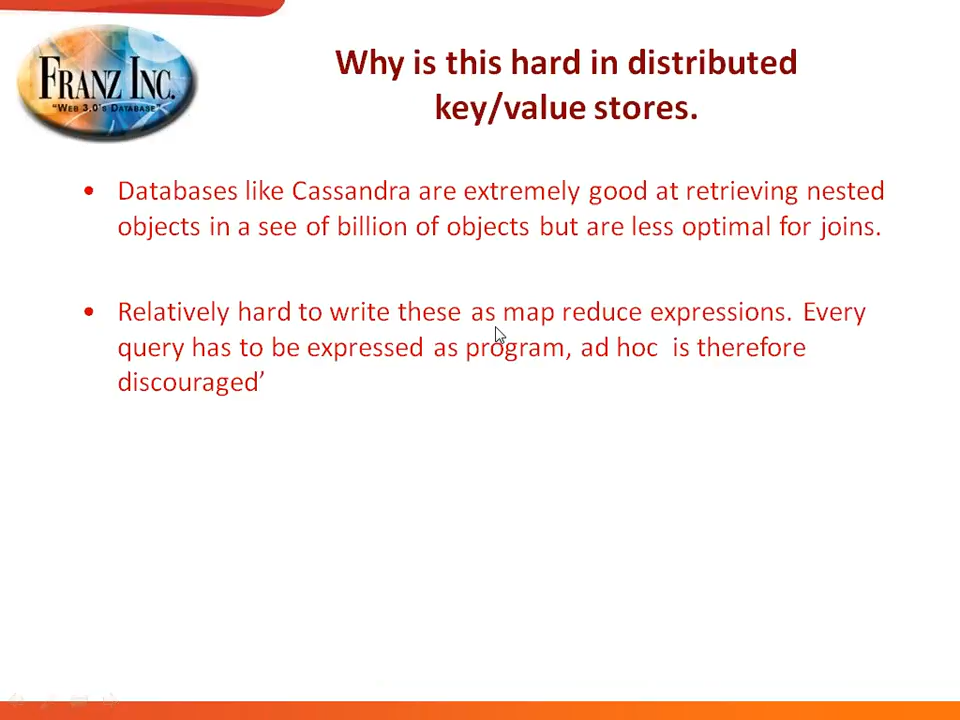 FRANZ INC.
"WEB 3.0'S DATABASE"
Why is this hard in distributed
key/value stores.
• Databases like Cassandra are extremely good at retrieving nested
objects in a see of billion of objects but are less optimal for joins.
• Relatively hard to write these as map reduce expressions. Every
query has to be expressed as program, ad hoc  is therefore
discouraged’